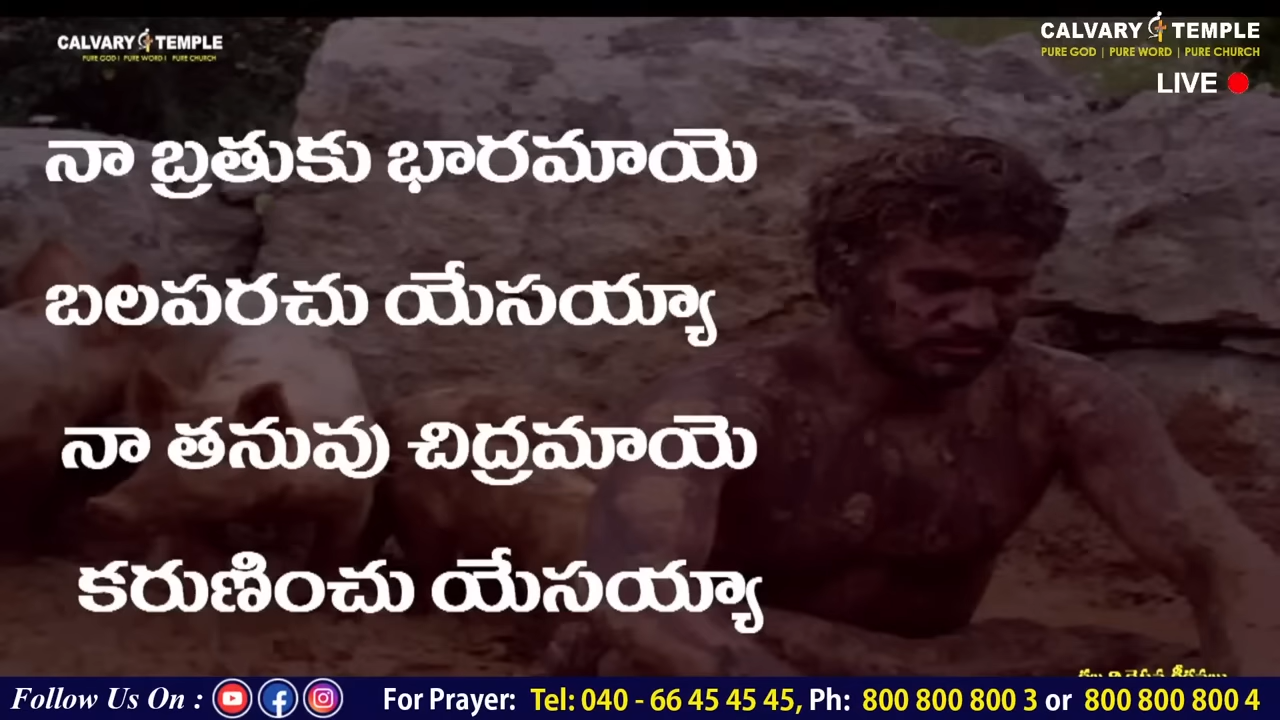 CALVARY TEMPLE
PURE GOD | PURE WORD | PURE CHURCH
CALVARY TEMPLE
PURE GOD | PURE WORD | PURE CHURCH
LIVE
నా బ్రతుకు భారమాయె
బలపరచు యేసయ్యా
నా తనువు చిద్రమాయె
కరుణించు యేసయ్యా
Follow Us On : For Prayer: Tel: 040 - 66 45 45 45, Ph: 800 800 800 3 or 800 800 800 4